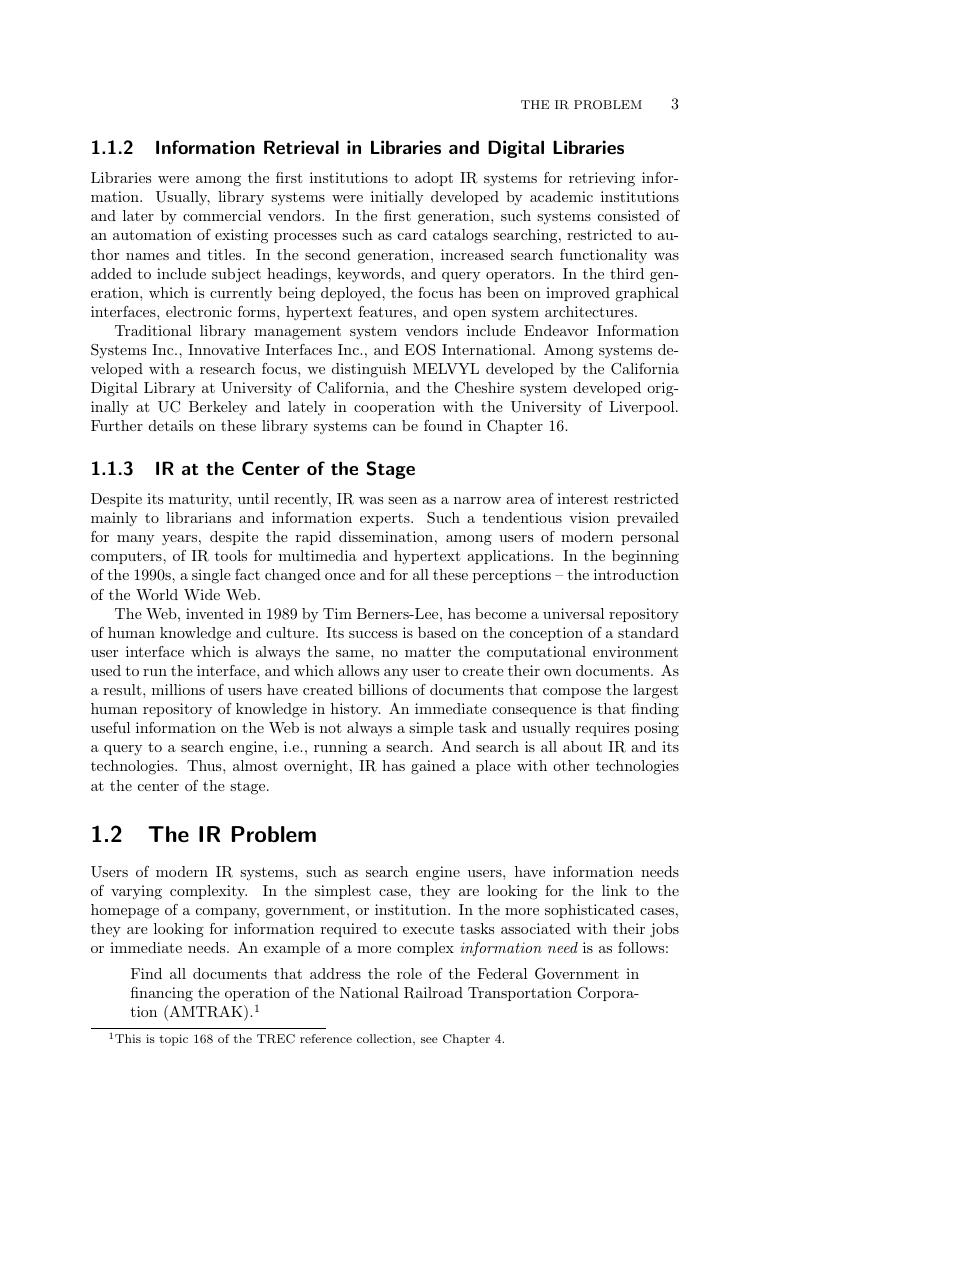 THE IR PROBLEM 3
1.1.2 Information Retrieval in Libraries and Digital Libraries
Libraries were among the first institutions to adopt IR systems for retrieving infor-
mation. Usually, library systems were initially developed by academic institutions
and later by commercial vendors. In the first generation, such systems consisted of
an automation of existing processes such as card catalogs searching, restricted to au-
thor names and titles. In the second generation, increased search functionality was
added to include subject headings, keywords, and query operators. In the third gen-
eration, which is currently being deployed, the focus has been on improved graphical
interfaces, electronic forms, hypertext features, and open system architectures.
Traditional library management system vendors include Endeavor Information
Systems Inc., Innovative Interfaces Inc., and EOS International. Among systems de-
veloped with a research focus, we distinguish MELVYL developed by the California
Digital Library at University of California, and the Cheshire system developed orig-
inally at UC Berkeley and lately in cooperation with the University of Liverpool.
Further details on these library systems can be found in Chapter 16.
1.1.3 IR at the Center of the Stage
Despite its maturity, until recently, IR was seen as a narrow area of interest restricted
mainly to librarians and information experts. Such a tendentious vision prevailed
for many years, despite the rapid dissemination, among users of modern personal
computers, of IR tools for multimedia and hypertext applications. In the beginning
of the 1990s, a single fact changed once and for all these perceptions – the introduction
of the World Wide Web.
The Web, invented in 1989 by Tim Berners-Lee, has become a universal repository
of human knowledge and culture. Its success is based on the conception of a standard
user interface which is always the same, no matter the computational environment
used to run the interface, and which allows any user to create their own documents. As
a result, millions of users have created billions of documents that compose the largest
human repository of knowledge in history. An immediate consequence is that finding
useful information on the Web is not always a simple task and usually requires posing
a query to a search engine, i.e., running a search. And search is all about IR and its
technologies. Thus, almost overnight, IR has gained a place with other technologies
at the center of the stage.
1.2 The IR Problem
Users of modern IR systems, such as search engine users, have information needs
of varying complexity. In the simplest case, they are looking for the link to the
homepage of a company, government, or institution. In the more sophisticated cases,
they are looking for information required to execute tasks associated with their jobs
or immediate needs. An example of a more complex information need is as follows:
Find all documents that address the role of the Federal Government in
financing the operation of the National Railroad Transportation Corpora-
tion (AMTRAK).¹
¹This is topic 168 of the TREC reference collection, see Chapter 4.